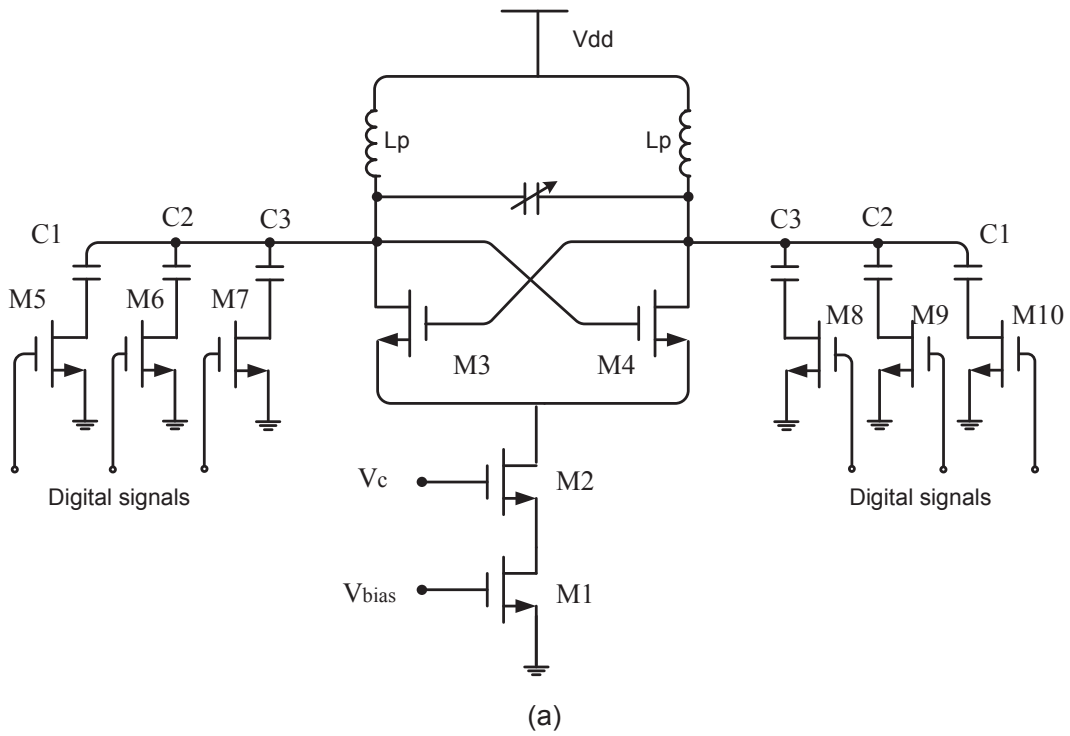 Vdd
Lp
Lp
C1
C2
C3
C3
C2
C1
M5
M6
M7
M8
M9
M10
M3
M4
Digital signals
Digital signals
Vc
M2
Vbias
M1
(a)